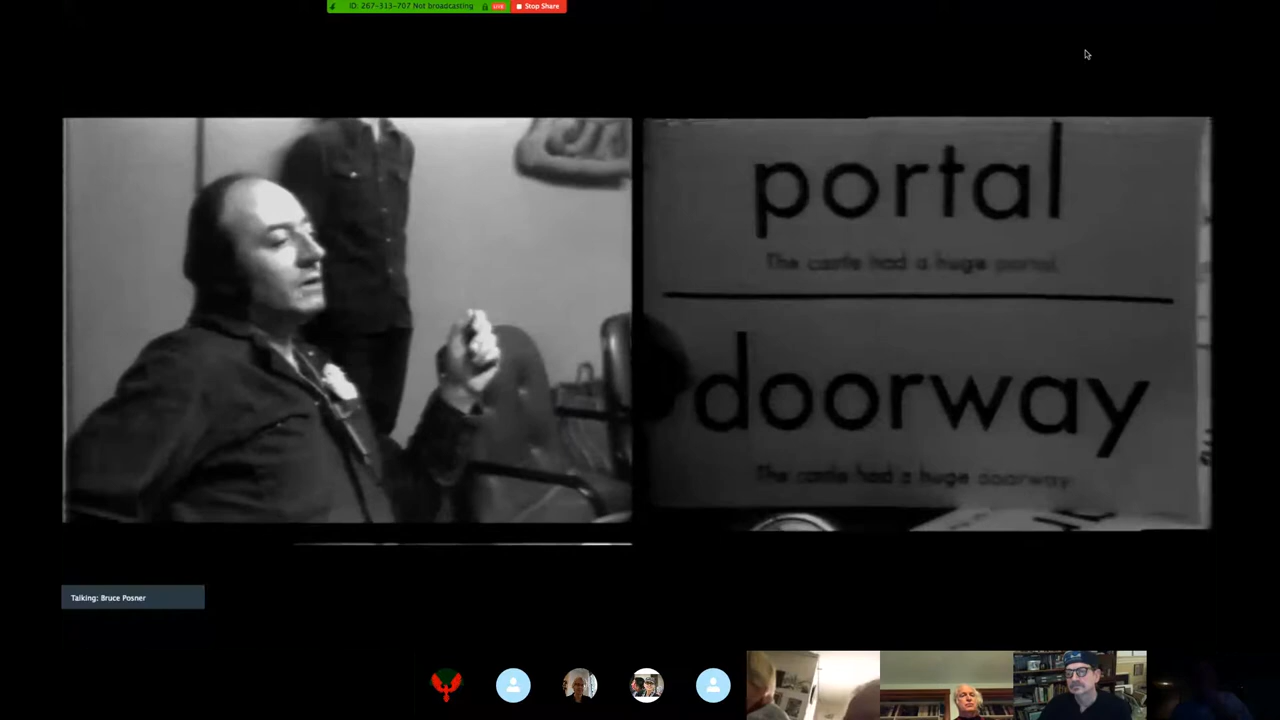 ID: 267-313-707 Not broadcasting
LIVE
Stop Share
portal
The castle had a huge portal.
doorway
The castle had a huge doorway.
Talking: Bruce Posner